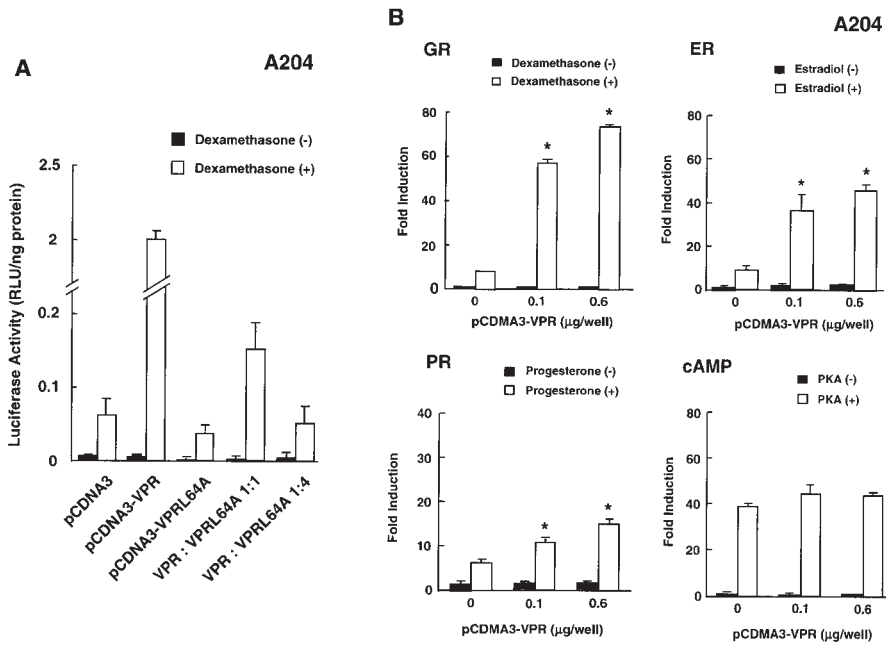 A
A204
Dexamethasone (-)
Dexamethasone (+)
Luciferase Activity (RLU/ng protein)
2.5
2
0.2
0.1
0
pCDNA3
pCDNA3-VPR
pCDNA3-VPRL64A
VPR : VPRL64A 1:1
VPR : VPRL64A 1:4
B
A204
GR
Dexamethasone (-)
Dexamethasone (+)
Fold Induction
80
60
40
20
0
*
*
0 0.1 0.6
pCDMA3-VPR (μg/well)
ER
Estradiol (-)
Estradiol (+)
Fold Induction
80
60
40
20
0
*
*
0 0.1 0.6
pCDMA3-VPR (μg/well)
PR
Progesterone (-)
Progesterone (+)
Fold Induction
40
30
20
10
0
*
*
0 0.1 0.6
pCDMA3-VPR (μg/well)
cAMP
PKA (-)
PKA (+)
Fold Induction
80
60
40
20
0
0 0.1 0.6
pCDMA3-VPR (μg/well)